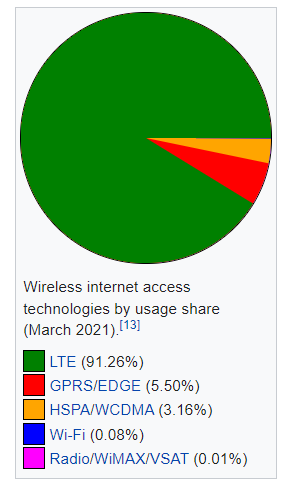 Wireless internet access
technologies by usage share
(March 2021).[13]
LTE (91.26%)
GPRS/EDGE (5.50%)
HSPA/WCDMA (3.16%)
Wi-Fi (0.08%)
Radio/WiMAX/VSAT (0.01%)